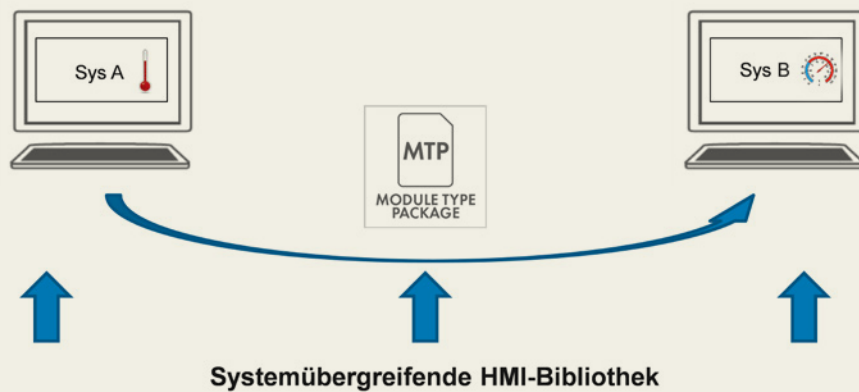 Sys A
Sys B
MTP
MODULE TYPE
PACKAGE
Systemübergreifende HMI-Bibliothek